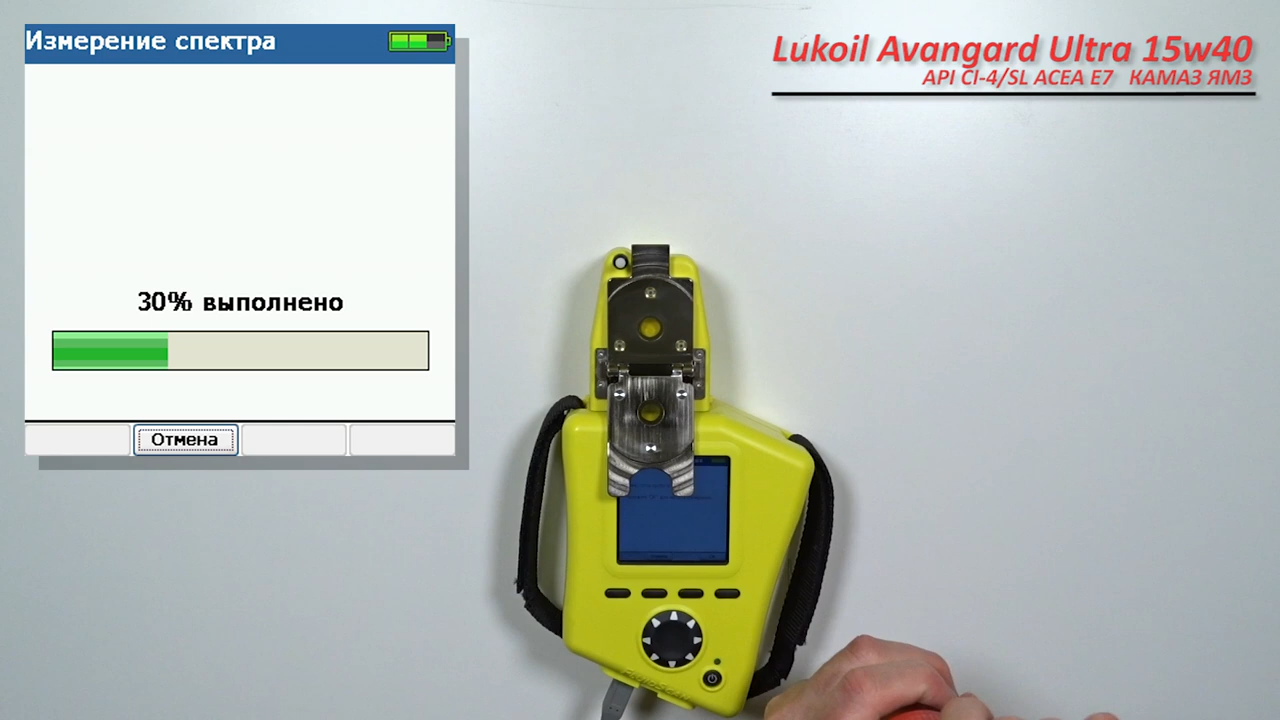 Измерение спектра
30% выполнено
Отмена
Lukoil Avangard Ultra 15w40
API CI-4/SL ACEA E7 КАМАЗ ЯМЗ